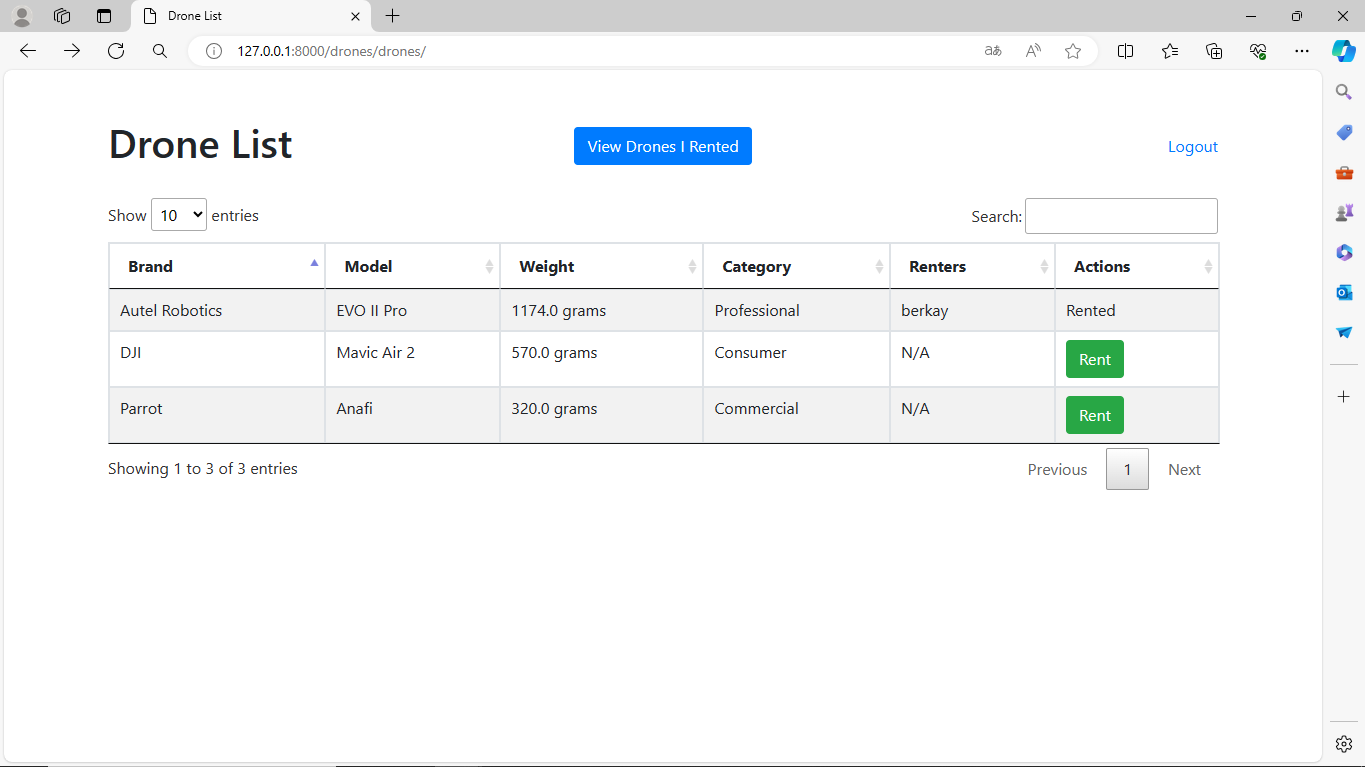 Drone List
127.0.0.1:8000/drones/drones/
Drone List
View Drones I Rented
Logout
Show 10 entries
Search:
Brand Model Weight Category Renters Actions
Autel Robotics EVO II Pro 1174.0 grams Professional berkay Rented
DJI Mavic Air 2 570.0 grams Consumer N/A Rent
Parrot Anafi 320.0 grams Commercial N/A Rent
Showing 1 to 3 of 3 entries
Previous 1 Next